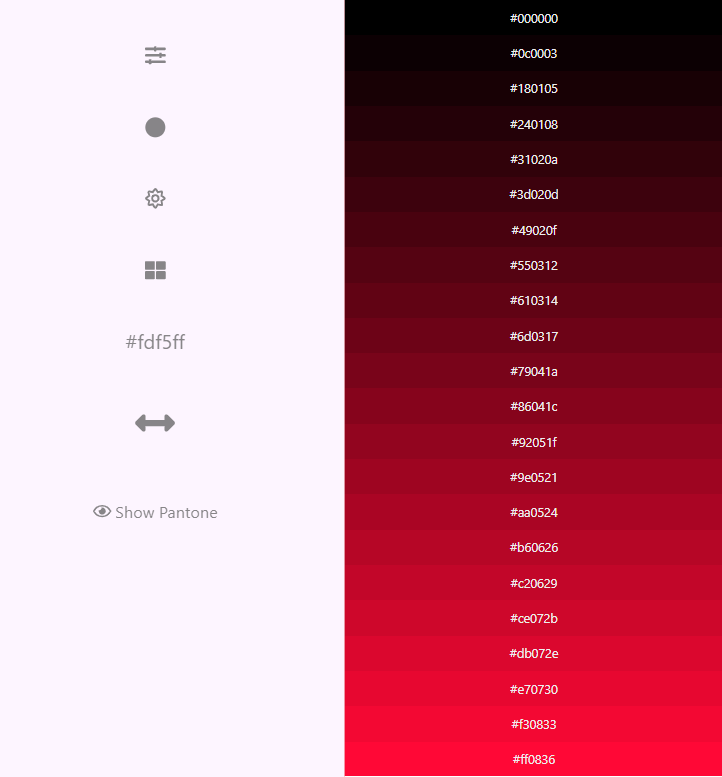 #fdf5ff
Show Pantone
#000000
#0c0003
#180105
#240108
#31020a
#3d020d
#49020f
#550312
#610314
#6d0317
#79041a
#86041c
#92051f
#9e0521
#aa0524
#b60626
#c20629
#ce072b
#db072e
#e70730
#f30833
#ff0836